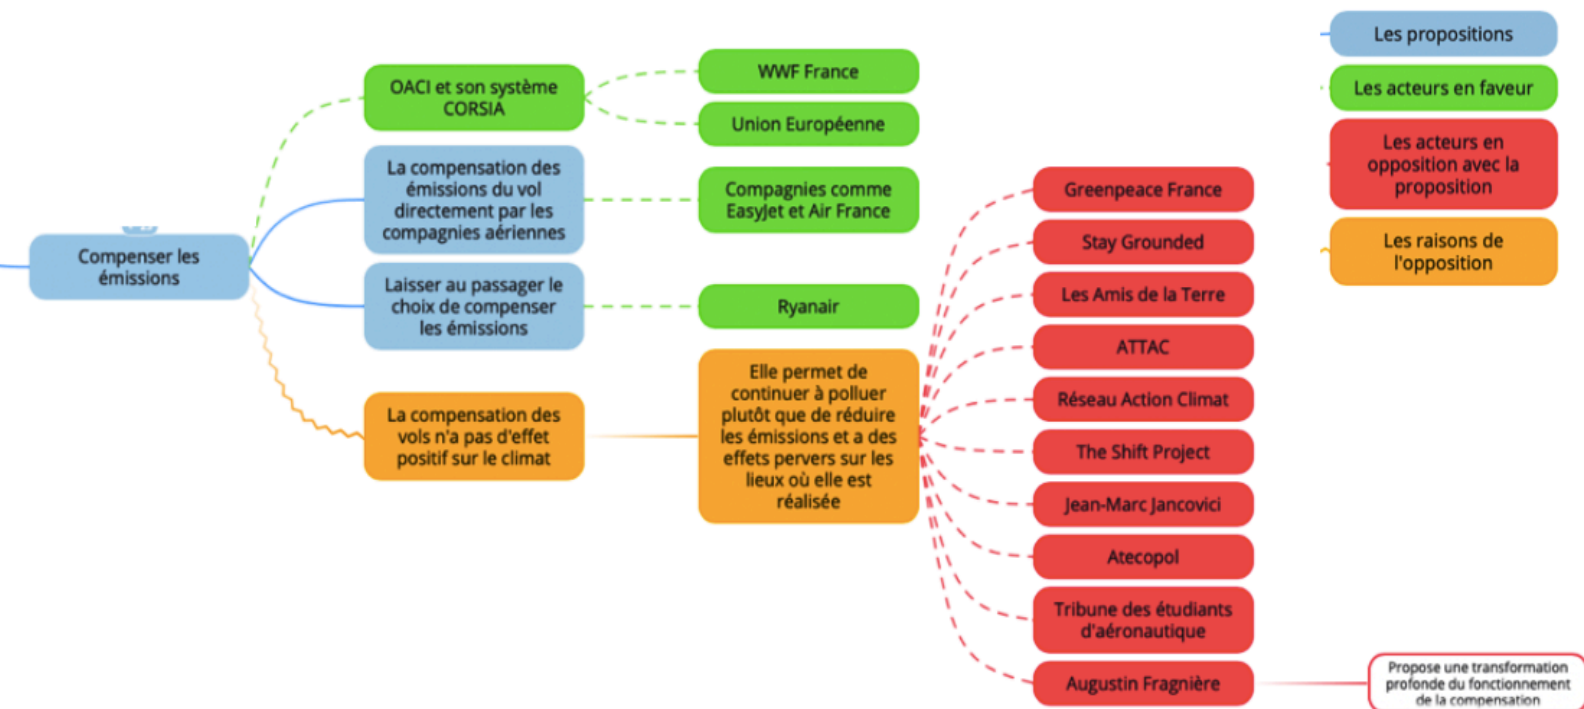 Compenser les
émissions
OACI et son système
CORSIA
WWF France
Union Européenne
La compensation des
émissions du vol
directement par les
compagnies aériennes
Compagnies comme
EasyJet et Air France
Laisser au passager le
choix de compenser
les émissions
Ryanair
La compensation des
vols n'a pas d'effet
positif sur le climat
Elle permet de
continuer à polluer
plutôt que de réduire
les émissions et a des
effets pervers sur les
lieux où elle est
réalisée
Greenpeace France
Stay Grounded
Les Amis de la Terre
ATTAC
Réseau Action Climat
The Shift Project
Jean-Marc Jancovici
Atecopol
Tribune des étudiants
d'aéronautique
Augustin Fragnière
Propose une transformation
profonde du fonctionnement
de la compensation
Les propositions
Les acteurs en faveur
Les acteurs en
opposition avec la
proposition
Les raisons de
l'opposition